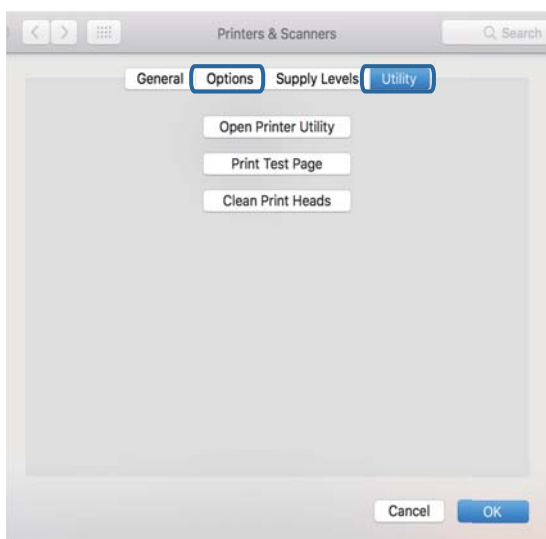 Printers & Scanners Search
General Options Supply Levels Utility
Open Printer Utility
Print Test Page
Clean Print Heads
Cancel OK